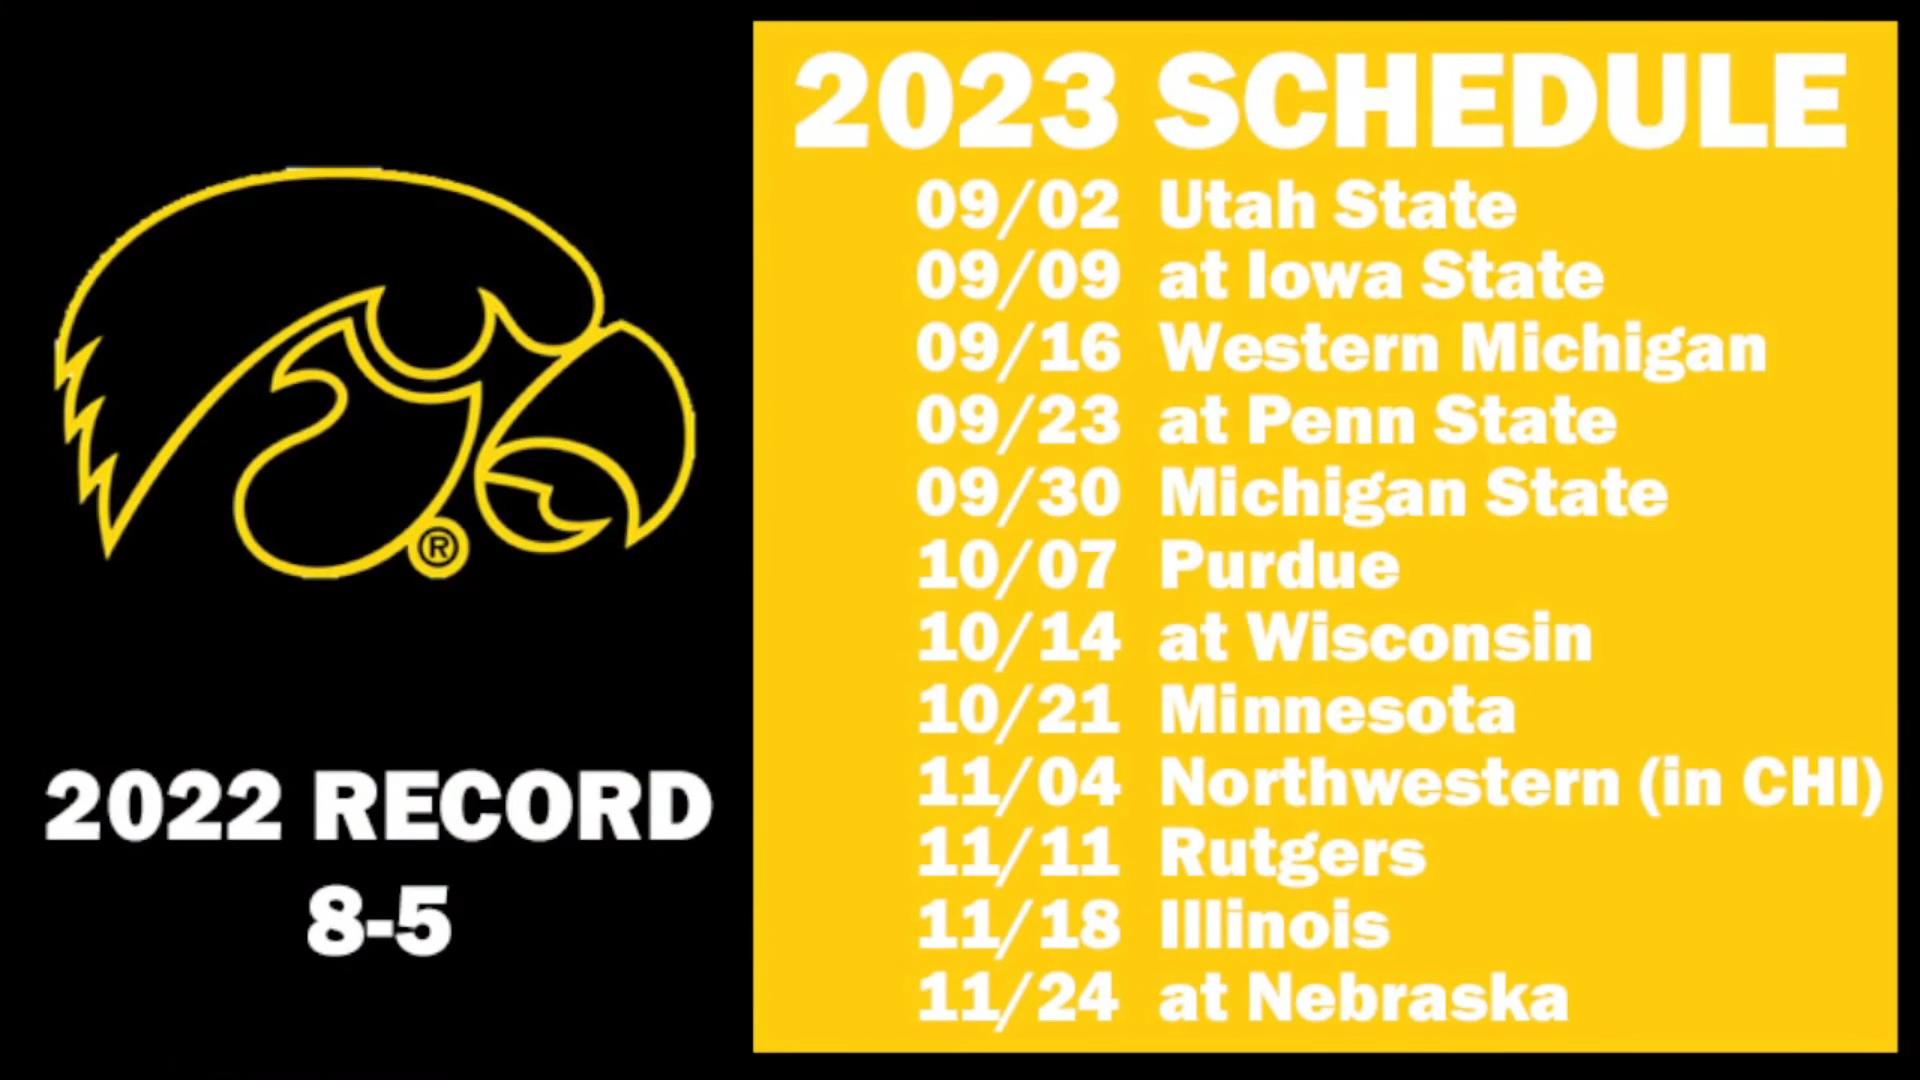 2023 SCHEDULE
09/02 Utah State
09/09 at Iowa State
09/16 Western Michigan
09/23 at Penn State
09/30 Michigan State
10/07 Purdue
10/14 at Wisconsin
10/21 Minnesota
11/04 Northwestern (in CHI)
11/11 Rutgers
11/18 Illinois
11/24 at Nebraska
®
2022 RECORD
8-5